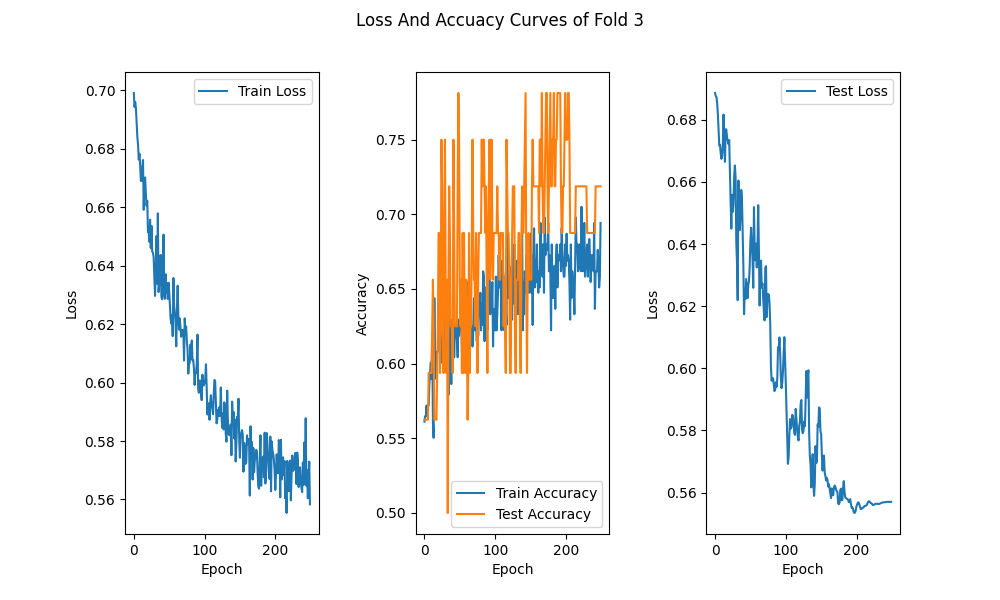 Loss And Accuacy Curves of Fold 3
Train Loss
0.70
0.68
0.66
0.64
0.62
0.60
0.58
0.56
Loss
0
100
200
Epoch
0.75
0.70
0.65
0.60
0.55
0.50
Accuracy
Train Accuracy
Test Accuracy
0
100
200
Epoch
Test Loss
0.68
0.66
0.64
0.62
0.60
0.58
0.56
Loss
0
100
200
Epoch